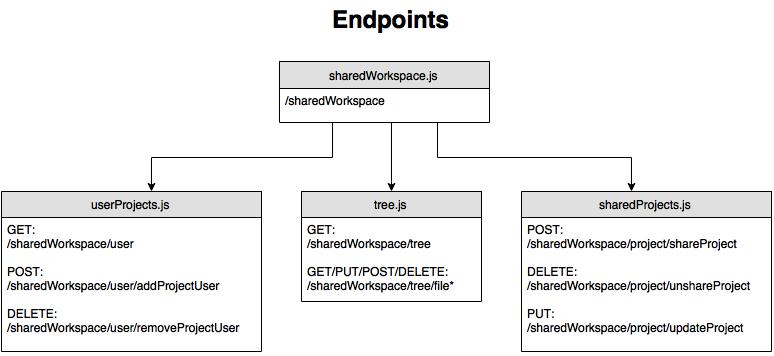 Endpoints
sharedWorkspace.js
/sharedWorkspace
userProjects.js
GET:
/sharedWorkspace/user
POST:
/sharedWorkspace/user/addProjectUser
DELETE:
/sharedWorkspace/user/removeProjectUser
tree.js
GET:
/sharedWorkspace/tree
GET/PUT/POST/DELETE:
/sharedWorkspace/tree/file*
sharedProjects.js
POST:
/sharedWorkspace/project/shareProject
DELETE:
/sharedWorkspace/project/unshareProject
PUT:
/sharedWorkspace/project/updateProject